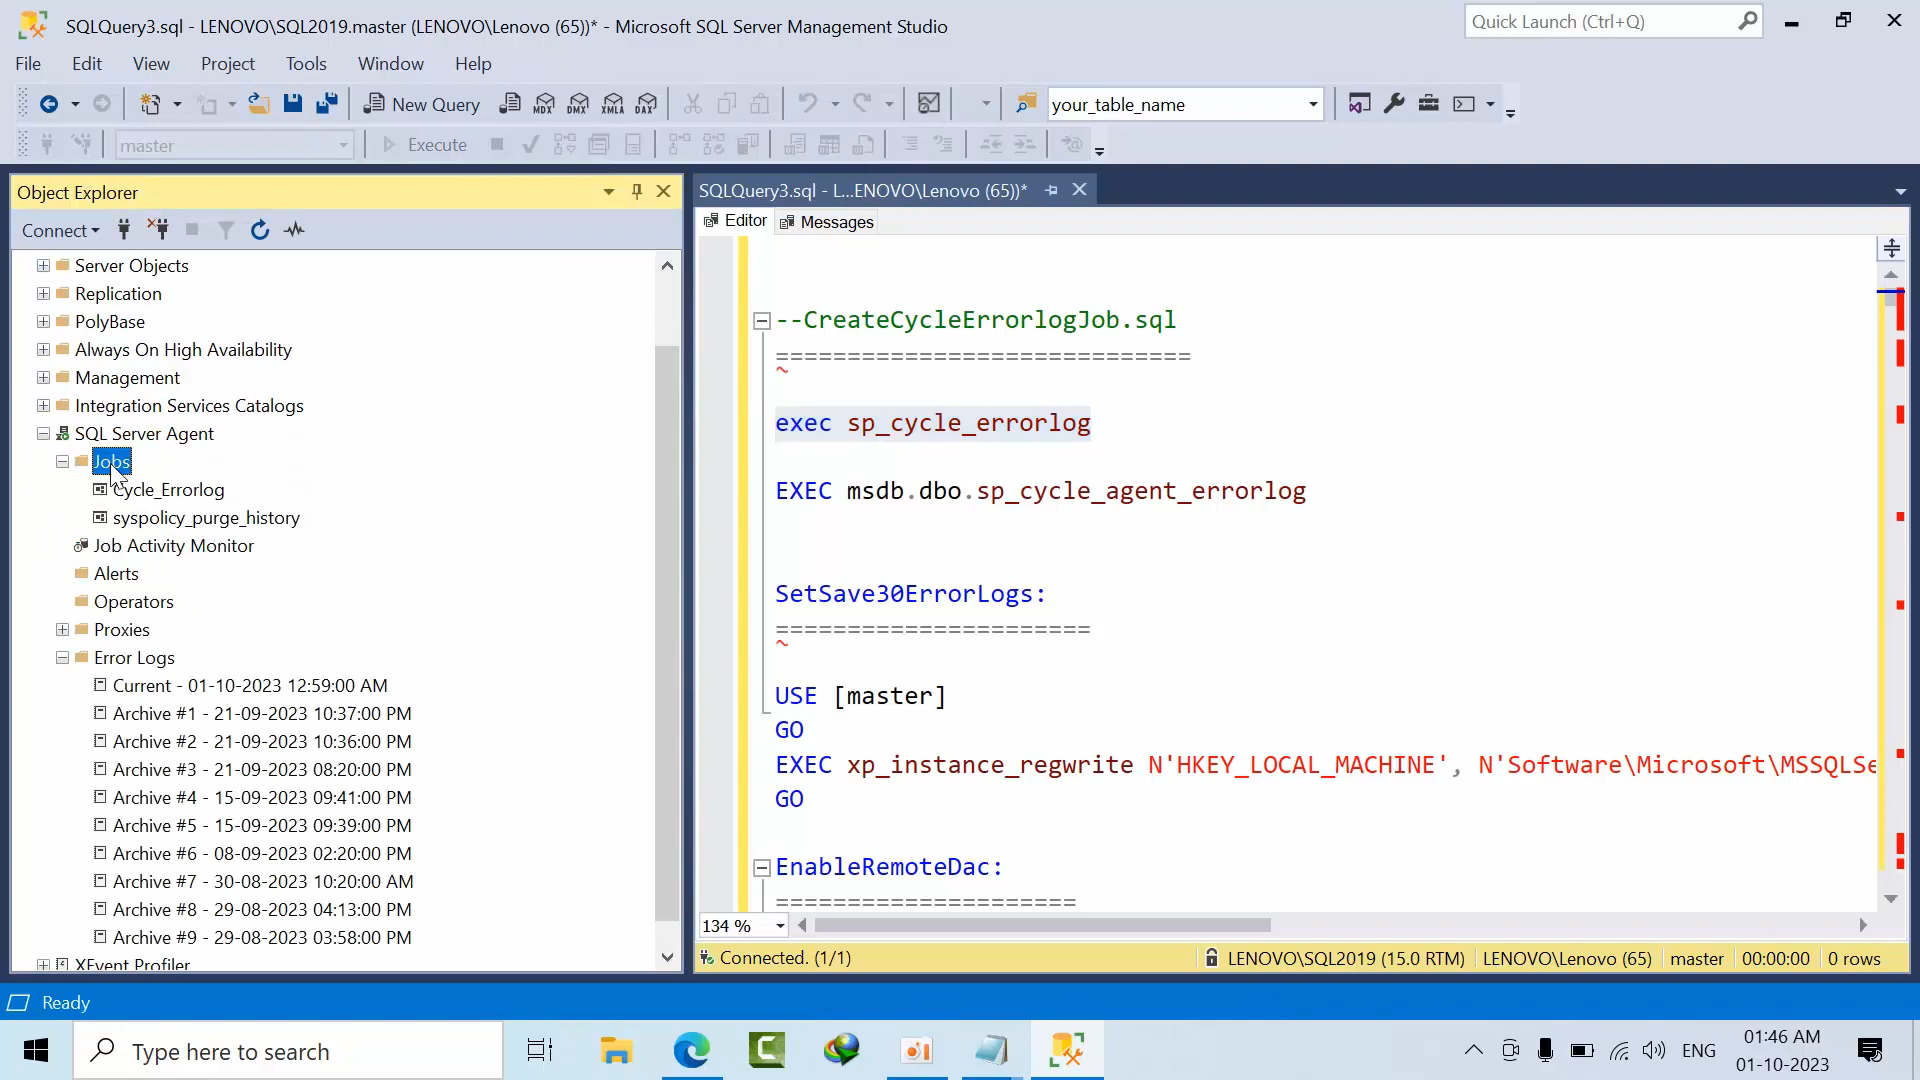 SQLQuery3.sql - LENOVO\SQL2019.master (LENOVO\Lenovo (65))* - Microsoft SQL Server Management Studio
Quick Launch (Ctrl+Q)
File Edit View Project Tools Window Help
New Query MDX DMX XMLA DAX your_table_name
master Execute
Object Explorer
Connect
Server Objects
Replication
PolyBase
Always On High Availability
Management
Integration Services Catalogs
SQL Server Agent
Jobs
Cycle_Errorlog
syspolicy_purge_history
Job Activity Monitor
Alerts
Operators
Proxies
Error Logs
Current - 01-10-2023 12:59:00 AM
Archive #1 - 21-09-2023 10:37:00 PM
Archive #2 - 21-09-2023 10:36:00 PM
Archive #3 - 21-09-2023 08:20:00 PM
Archive #4 - 15-09-2023 09:41:00 PM
Archive #5 - 15-09-2023 09:39:00 PM
Archive #6 - 08-09-2023 02:20:00 PM
Archive #7 - 30-08-2023 10:20:00 AM
Archive #8 - 29-08-2023 04:13:00 PM
Archive #9 - 29-08-2023 03:58:00 PM
XEvent Profiler
SQLQuery3.sql - L...ENOVO\Lenovo (65))*
Editor Messages
--CreateCycleErrorlogJob.sql
=============================
exec sp_cycle_errorlog
EXEC msdb.dbo.sp_cycle_agent_errorlog
SetSave30ErrorLogs:
======================
USE [master]
GO
EXEC xp_instance_regwrite N'HKEY_LOCAL_MACHINE', N'Software\Microsoft\MSSQLSe
GO
EnableRemoteDac:
=====================
134 %
Connected. (1/1) LENOVO\SQL2019 (15.0 RTM) LENOVO\Lenovo (65) master 00:00:00 0 rows
Ready
Type here to search
ENG
01:46 AM
01-10-2023